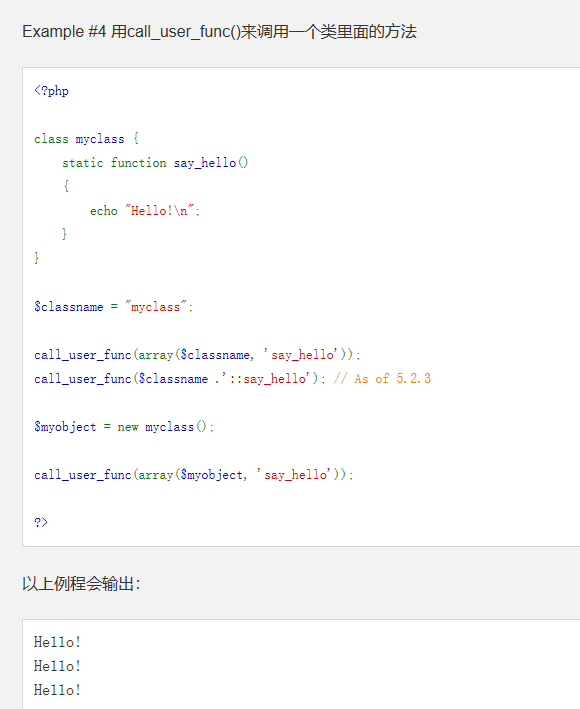 Example #4 用call_user_func()来调用一个类里面的方法
<?php
class myclass {
    static function say_hello()
    {
        echo "Hello!\n";
    }
}
$classname = "myclass";
call_user_func(array($classname, 'say_hello'));
call_user_func($classname .'::say_hello'); // As of 5.2.3
$myobject = new myclass();
call_user_func(array($myobject, 'say_hello'));
?>
以上例程会输出：
Hello!
Hello!
Hello!